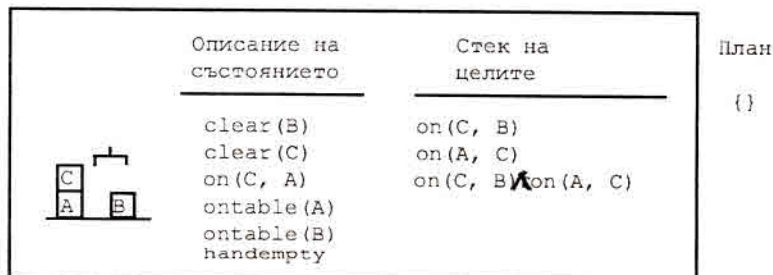 Описание на състоянието
Стек на целите
План
{}
clear(B)
clear(C)
on(C, A)
ontable(A)
ontable(B)
handempty
on(C, B)
on(A, C)
on(C, B)∧on(A, C)
C
A
B